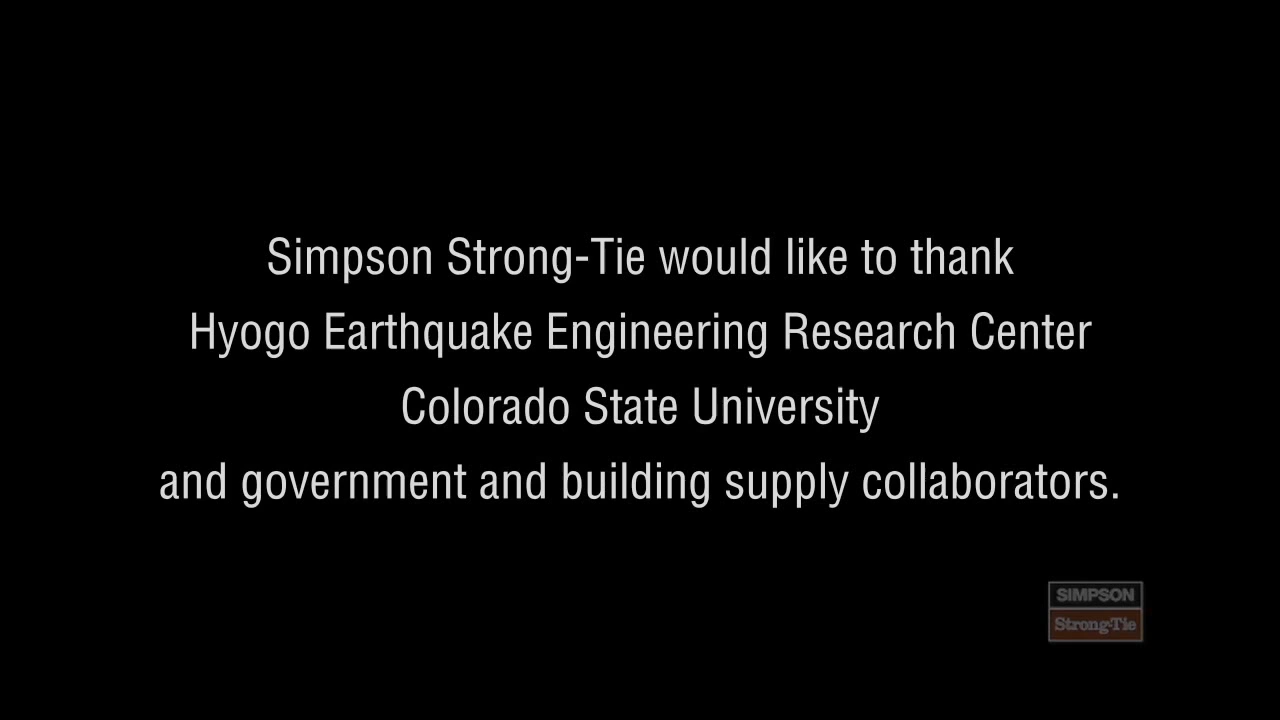 Simpson Strong-Tie would like to thank
Hyogo Earthquake Engineering Research Center
Colorado State University
and government and building supply collaborators.
SIMPSON
Strong-Tie